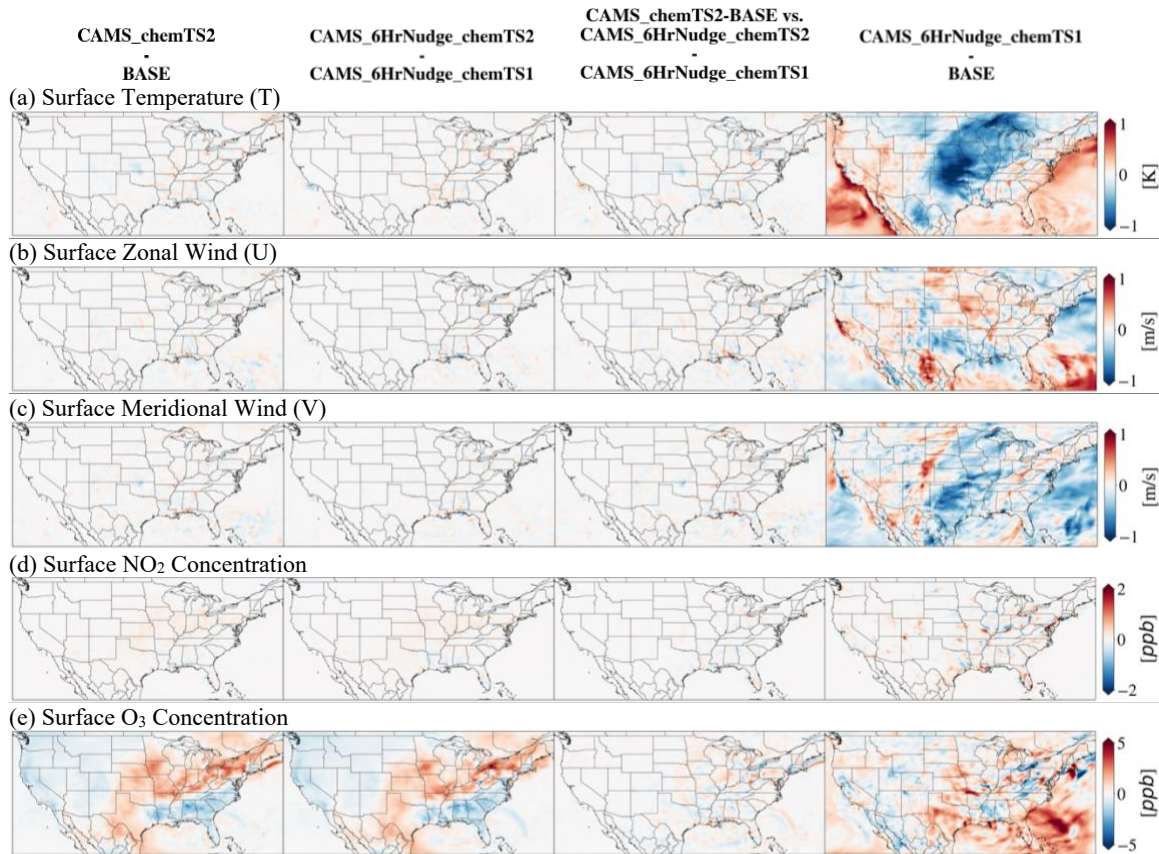 CAMS_chemTS2
-
BASE
CAMS_6HrNudge_chemTS2
-
CAMS_6HrNudge_chemTS1
CAMS_chemTS2-BASE vs.
CAMS_6HrNudge_chemTS2
-
CAMS_6HrNudge_chemTS1
CAMS_6HrNudge_chemTS1
-
BASE
(a) Surface Temperature (T)
1
0
−1
[K]
(b) Surface Zonal Wind (U)
1
0
−1
[m/s]
(c) Surface Meridional Wind (V)
1
0
−1
[m/s]
(d) Surface NO₂ Concentration
2
0
−2
[ppb]
(e) Surface O₃ Concentration
5
0
−5
[ppb]